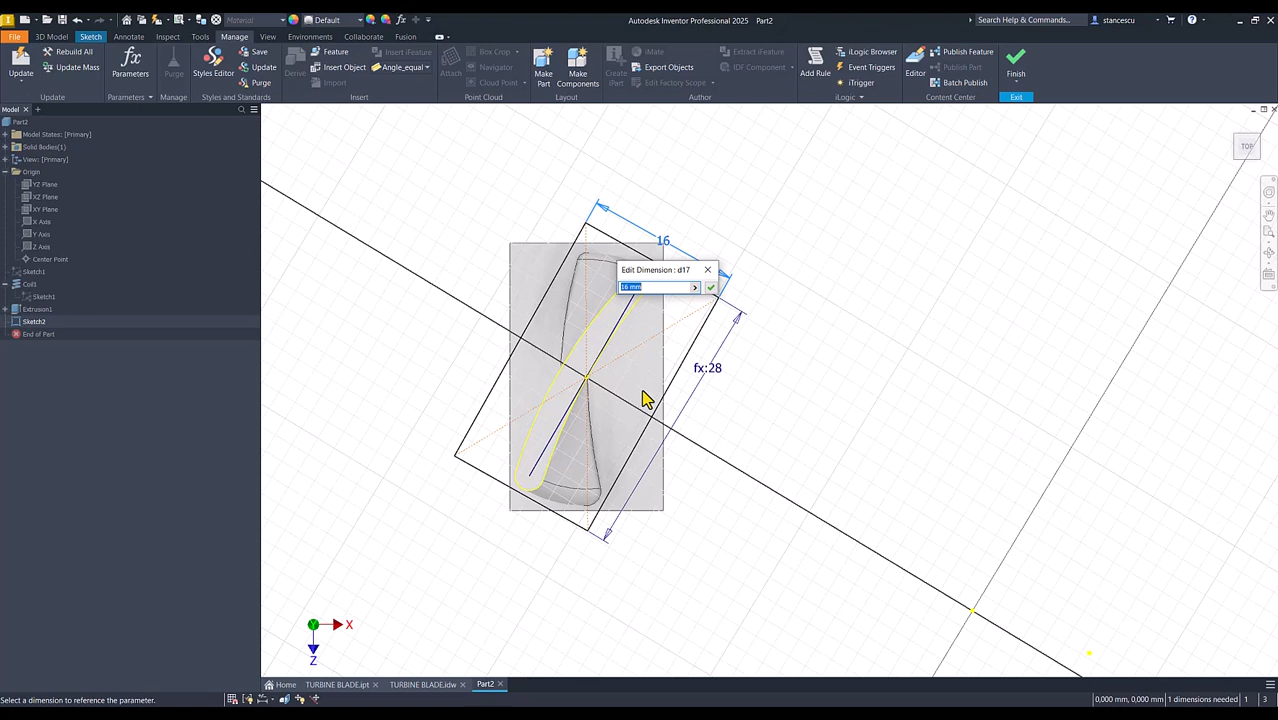 Material
Default
Autodesk Inventor Professional 2025 Part2
Search Help & Commands...
stancescu
File 3D Model Sketch Annotate Inspect Tools Manage View Environments Collaborate Fusion
Update
Rebuild All
Update Mass
Update
Parameters
Parameters
Purge
Manage
Styles Editor
Save
Update
Purge
Styles and Standards
Derive
Feature
Insert Object
Import
Insert iFeature
Angle_equal
Insert
Attach
Box Crop
Navigator
Cloud Point
Point Cloud
Make Part
Make Components
Layout
Create iPart
iMate
Export Objects
Edit Factory Scope
Extract iFeature
IDF Component
Author
Add Rule
iLogic Browser
Event Triggers
iTrigger
iLogic
Editor
Publish Feature
Publish Part
Batch Publish
Content Center
Finish
Exit
Model
Part2
Model States: [Primary]
Solid Bodies(1)
View: [Primary]
Origin
YZ Plane
XZ Plane
XY Plane
X Axis
Y Axis
Z Axis
Center Point
Sketch1
Coil1
Sketch1
Extrusion1
Sketch2
End of Part
TOP
16
Edit Dimension : d17
16 mm
fx:28
Y
X
Z
Home TURBINE BLADE.ipt TURBINE BLADE.idw Part2
Select a dimension to reference the parameter.
0,000 mm, 0,000 mm 1 dimensions needed 1 3